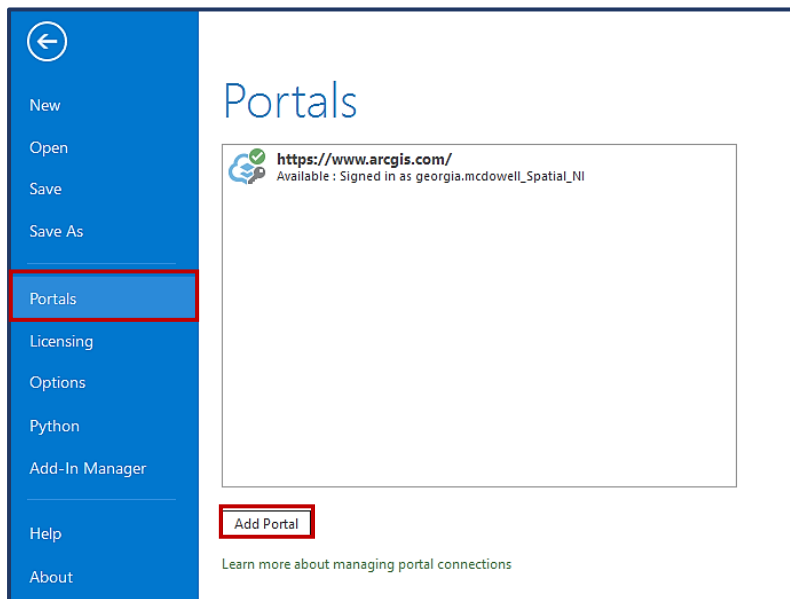 New
Open
Save
Save As
Portals
Licensing
Options
Python
Add-In Manager
Help
About
Portals
https://www.arcgis.com/
Available : Signed in as georgia.mcdowell_Spatial_NI
Add Portal
Learn more about managing portal connections